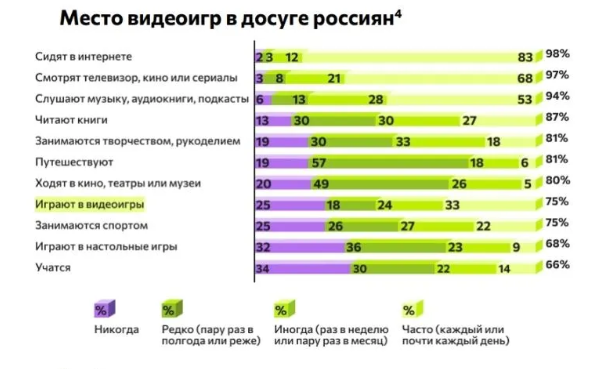 Место видеоигр в досуге россиян⁴
Сидят в интернете 2 3 12 83 98%
Смотрят телевизор, кино или сериалы 3 8 21 68 97%
Слушают музыку, аудиокниги, подкасты 6 13 28 53 94%
Читают книги 13 30 30 27 87%
Занимаются творчеством, рукоделием 19 30 33 18 81%
Путешествуют 19 57 18 6 81%
Ходят в кино, театры или музеи 20 49 26 5 80%
Играют в видеоигры 25 18 24 33 75%
Занимаются спортом 25 26 27 22 75%
Играют в настольные игры 32 36 23 9 68%
Учатся 34 30 22 14 66%
% % % %
Никогда Редко (пару раз в Иногда (раз в неделю Часто (каждый или
полгода или реже) или пару раз в месяц) почти каждый день)